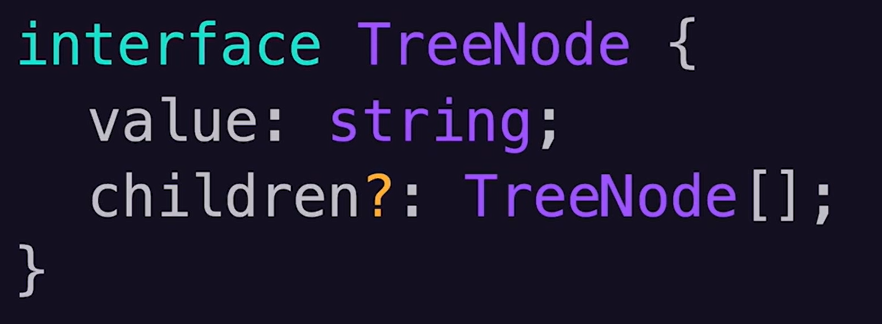 interface TreeNode {
  value: string;
  children?: TreeNode[];
}